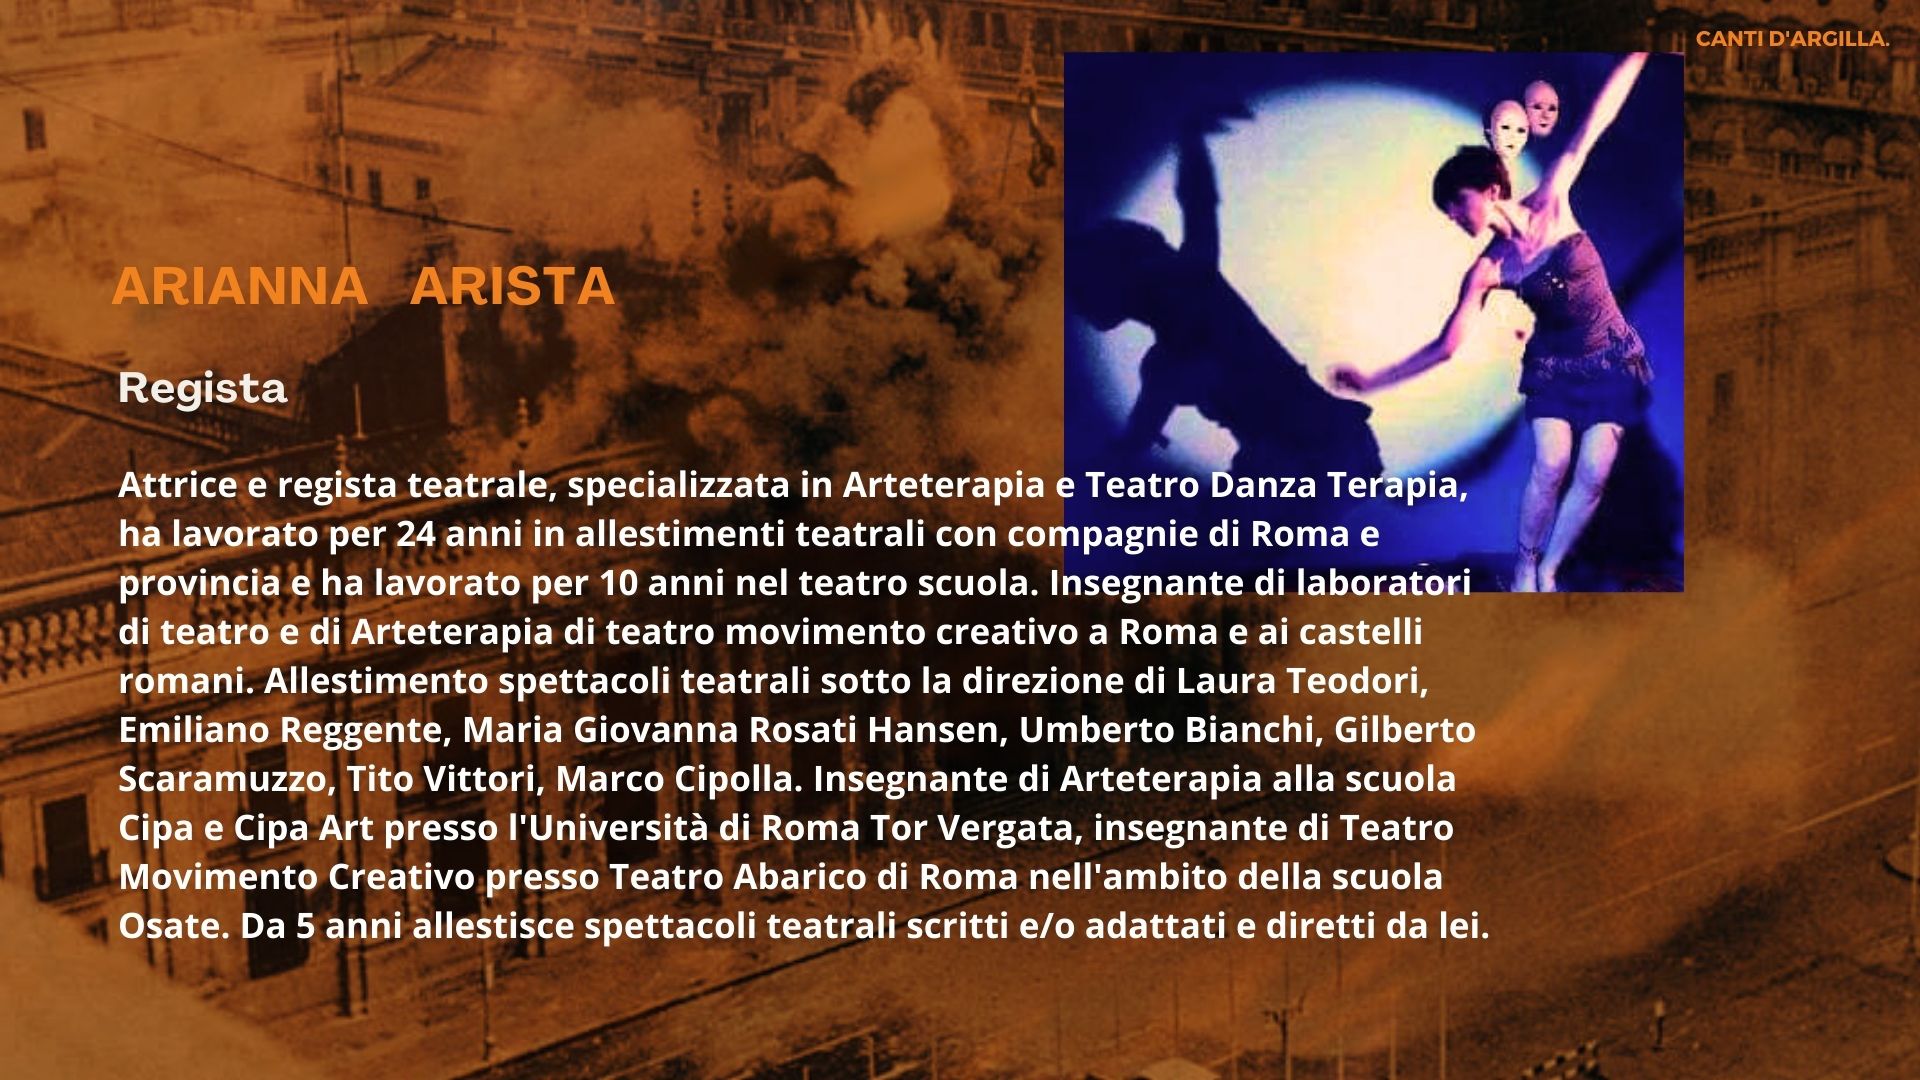 CANTI D'ARGILLA.
ARIANNA ARISTA
Regista
Attrice e regista teatrale, specializzata in Arteterapia e Teatro Danza Terapia,
ha lavorato per 24 anni in allestimenti teatrali con compagnie di Roma e
provincia e ha lavorato per 10 anni nel teatro scuola. Insegnante di laboratori
di teatro e di Arteterapia di teatro movimento creativo a Roma e ai castelli
romani. Allestimento spettacoli teatrali sotto la direzione di Laura Teodori,
Emiliano Reggente, Maria Giovanna Rosati Hansen, Umberto Bianchi, Gilberto
Scaramuzzo, Tito Vittori, Marco Cipolla. Insegnante di Arteterapia alla scuola
Cipa e Cipa Art presso l'Università di Roma Tor Vergata, insegnante di Teatro
Movimento Creativo presso Teatro Abarico di Roma nell'ambito della scuola
Osate. Da 5 anni allestisce spettacoli teatrali scritti e/o adattati e diretti da lei.